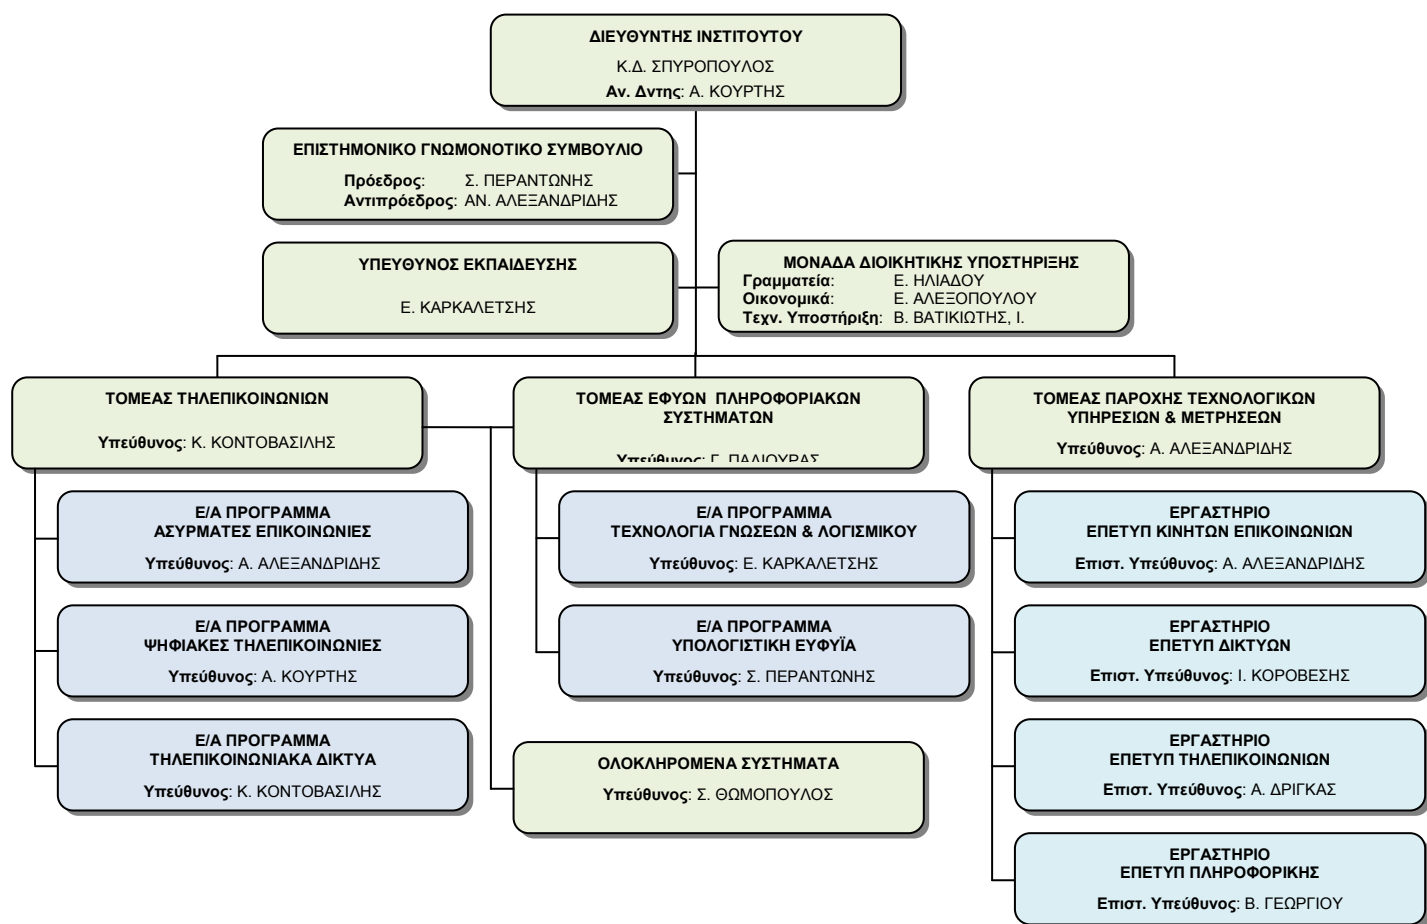 ΔΙΕΥΘΥΝΤΗΣ ΙΝΣΤΙΤΟΥΤΟΥ
Κ.Δ. ΣΠΥΡΟΠΟΥΛΟΣ
Αν. Δντης: Α. ΚΟΥΡΤΗΣ
ΕΠΙΣΤΗΜΟΝΙΚΟ ΓΝΩΜΟΝΟΤΙΚΟ ΣΥΜΒΟΥΛΙΟ
Πρόεδρος: Σ. ΠΕΡΑΝΤΩΝΗΣ
Αντιπρόεδρος: ΑΝ. ΑΛΕΞΑΝΔΡΙΔΗΣ
ΥΠΕΥΘΥΝΟΣ ΕΚΠΑΙΔΕΥΣΗΣ
Ε. ΚΑΡΚΑΛΕΤΣΗΣ
ΜΟΝΑΔΑ ΔΙΟΙΚΗΤΙΚΗΣ ΥΠΟΣΤΗΡΙΞΗΣ
Γραμματεία: Ε. ΗΛΙΑΔΟΥ
Οικονομικά: Ε. ΑΛΕΞΟΠΟΥΛΟΥ
Τεχν. Υποστήριξη: Β. ΒΑΤΙΚΙΩΤΗΣ, Ι.
ΤΟΜΕΑΣ ΤΗΛΕΠΙΚΟΙΝΩΝΙΩΝ
Υπεύθυνος: Κ. ΚΟΝΤΟΒΑΣΙΛΗΣ
Ε/Α ΠΡΟΓΡΑΜΜΑ
ΑΣΥΡΜΑΤΕΣ ΕΠΙΚΟΙΝΩΝΙΕΣ
Υπεύθυνος: Α. ΑΛΕΞΑΝΔΡΙΔΗΣ
Ε/Α ΠΡΟΓΡΑΜΜΑ
ΨΗΦΙΑΚΕΣ ΤΗΛΕΠΙΚΟΙΝΩΝΙΕΣ
Υπεύθυνος: Α. ΚΟΥΡΤΗΣ
Ε/Α ΠΡΟΓΡΑΜΜΑ
ΤΗΛΕΠΙΚΟΙΝΩΝΙΑΚΑ ΔΙΚΤΥΑ
Υπεύθυνος: Κ. ΚΟΝΤΟΒΑΣΙΛΗΣ
ΤΟΜΕΑΣ ΕΦΥΩΝ ΠΛΗΡΟΦΟΡΙΑΚΩΝ
ΣΥΣΤΗΜΑΤΩΝ
Υπεύθυνος: Γ. ΠΑΛΙΟΥΡΑΣ
Ε/Α ΠΡΟΓΡΑΜΜΑ
ΤΕΧΝΟΛΟΓΙΑ ΓΝΩΣΕΩΝ & ΛΟΓΙΣΜΙΚΟΥ
Υπεύθυνος: Ε. ΚΑΡΚΑΛΕΤΣΗΣ
Ε/Α ΠΡΟΓΡΑΜΜΑ
ΥΠΟΛΟΓΙΣΤΙΚΗ ΕΥΦΥΪΑ
Υπεύθυνος: Σ. ΠΕΡΑΝΤΩΝΗΣ
ΟΛΟΚΛΗΡΟΜΕΝΑ ΣΥΣΤΗΜΑΤΑ
Υπεύθυνος: Σ. ΘΩΜΟΠΟΥΛΟΣ
ΤΟΜΕΑΣ ΠΑΡΟΧΗΣ ΤΕΧΝΟΛΟΓΙΚΩΝ
ΥΠΗΡΕΣΙΩΝ & ΜΕΤΡΗΣΕΩΝ
Υπεύθυνος: Α. ΑΛΕΞΑΝΔΡΙΔΗΣ
ΕΡΓΑΣΤΗΡΙΟ
ΕΠΕΤΥΠ ΚΙΝΗΤΩΝ ΕΠΙΚΟΙΝΩΝΙΩΝ
Επιστ. Υπεύθυνος: Α. ΑΛΕΞΑΝΔΡΙΔΗΣ
ΕΡΓΑΣΤΗΡΙΟ
ΕΠΕΤΥΠ ΔΙΚΤΥΩΝ
Επιστ. Υπεύθυνος: Ι. ΚΟΡΟΒΕΣΗΣ
ΕΡΓΑΣΤΗΡΙΟ
ΕΠΕΤΥΠ ΤΗΛΕΠΙΚΟΙΝΩΝΙΩΝ
Επιστ. Υπεύθυνος: Α. ΔΡΙΓΚΑΣ
ΕΡΓΑΣΤΗΡΙΟ
ΕΠΕΤΥΠ ΠΛΗΡΟΦΟΡΙΚΗΣ
Επιστ. Υπεύθυνος: Β. ΓΕΩΡΓΙΟΥ